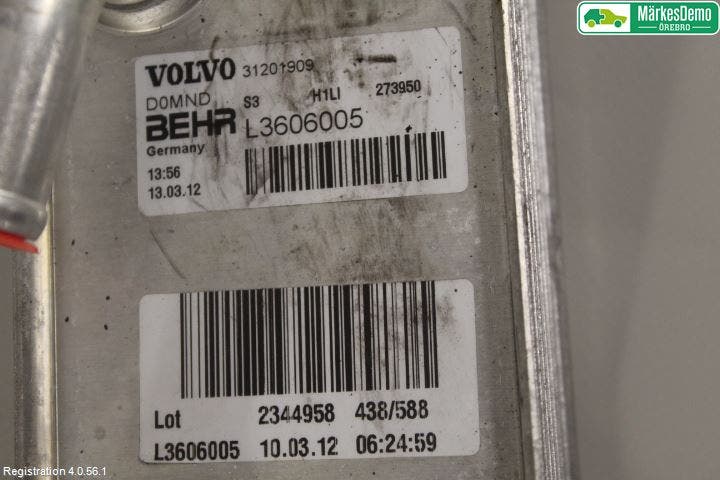 MärkesDemo
ÖREBRO
VOLVO 31201909
D0MND S3 H1LI 273950
BEHR L3606005
Germany
13:56
13.03.12
Lot 2344958 438/588
L3606005 10.03.12 06:24:59
Registration 4.0.56.1